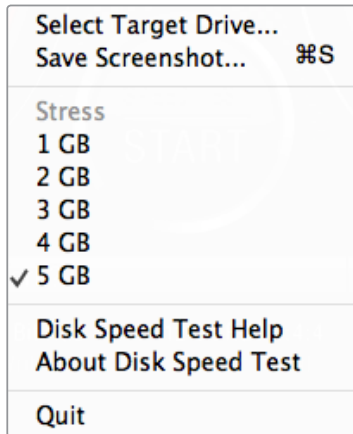 Select Target Drive...
Save Screenshot... ⌘S
Stress
1 GB
2 GB
3 GB
4 GB
✓ 5 GB
Disk Speed Test Help
About Disk Speed Test
Quit
START